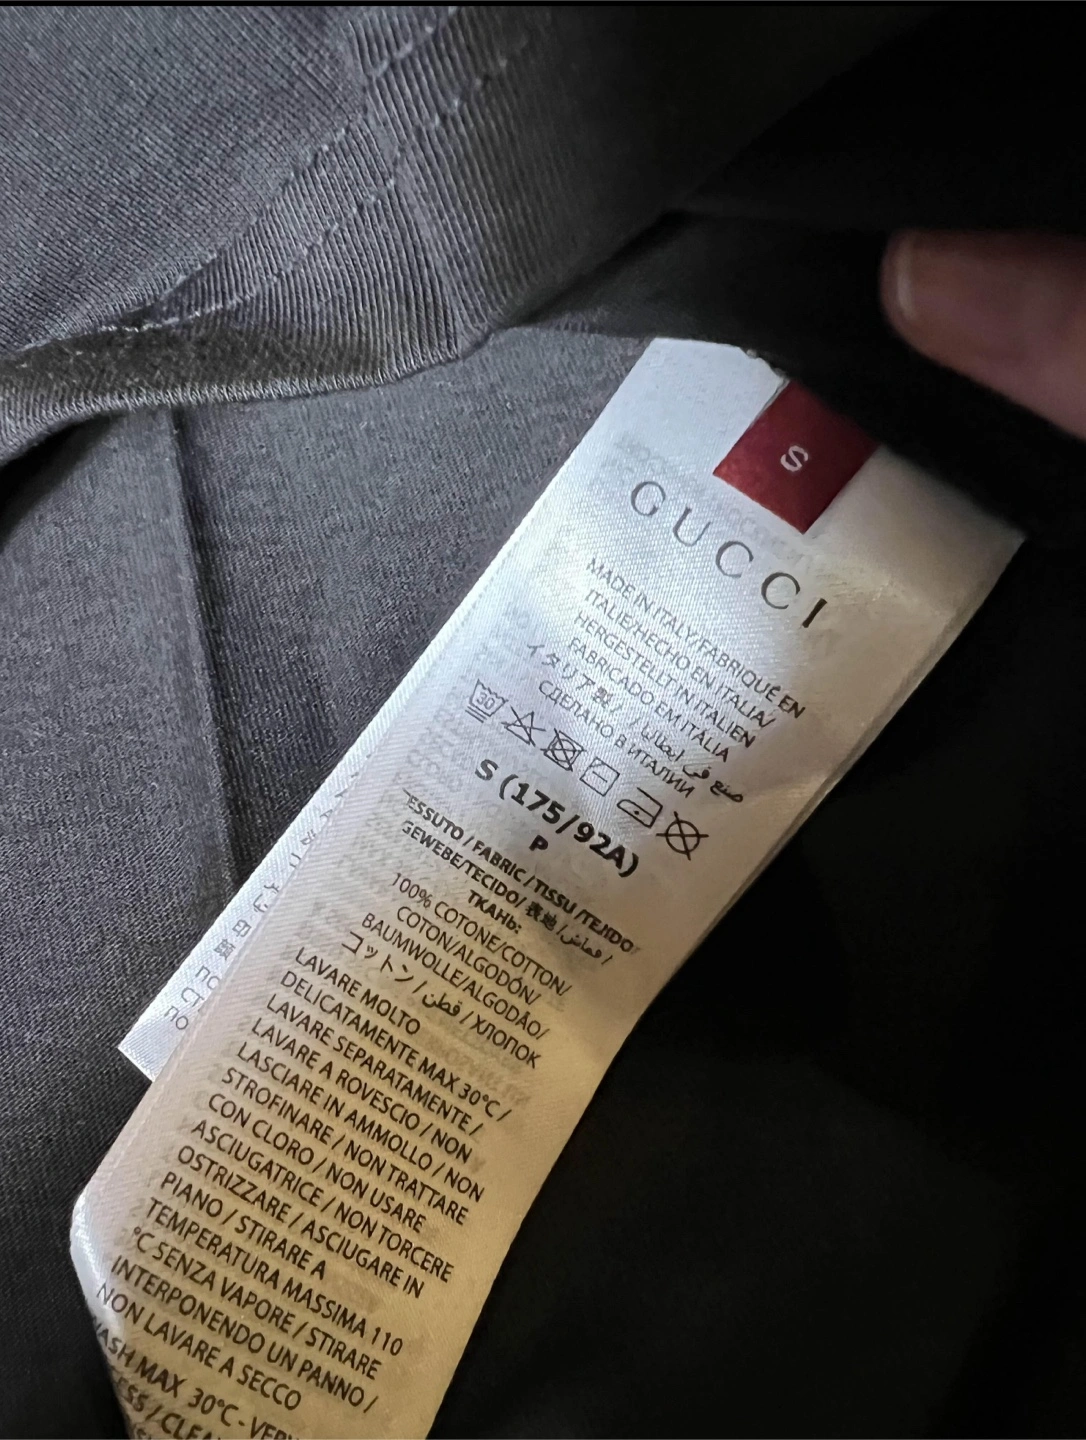 S
GUCCI
MADE IN ITALY/FABRIQUÉ EN
ITALIE/HECHO EN ITALIA/
HERGESTELLT IN ITALIEN
FABRICADO EM ITÁLIA
イタリア製 / صنع في ايطاليا /
СДЕЛАНО В ИТАЛИИ
30
S (175/92A)
P
ESSUTO / FABRIC / TISSU / TEJIDO
GEWEBE/TECIDO/ 表地 / قماش /
ТКАНЬ:
100% COTONE/COTTON/
COTON/ALGODÓN/
BAUMWOLLE/ALGODÃO/
コットン / قطن / ХЛОПОК
LAVARE MOLTO
DELICATAMENTE MAX 30°C /
LAVARE SEPARATAMENTE /
LAVARE A ROVESCIO / NON
LASCIARE IN AMMOLLO / NON
STROFINARE / NON TRATTARE
CON CLORO / NON USARE
ASCIUGATRICE / NON TORCERE
OSTRIZZARE / ASCIUGARE IN
PIANO / STIRARE A
TEMPERATURA MASSIMA 110
°C SENZA VAPORE / STIRARE
INTERPONENDO UN PANNO /
NON LAVARE A SECCO
WASH MAX 30°C - VERY